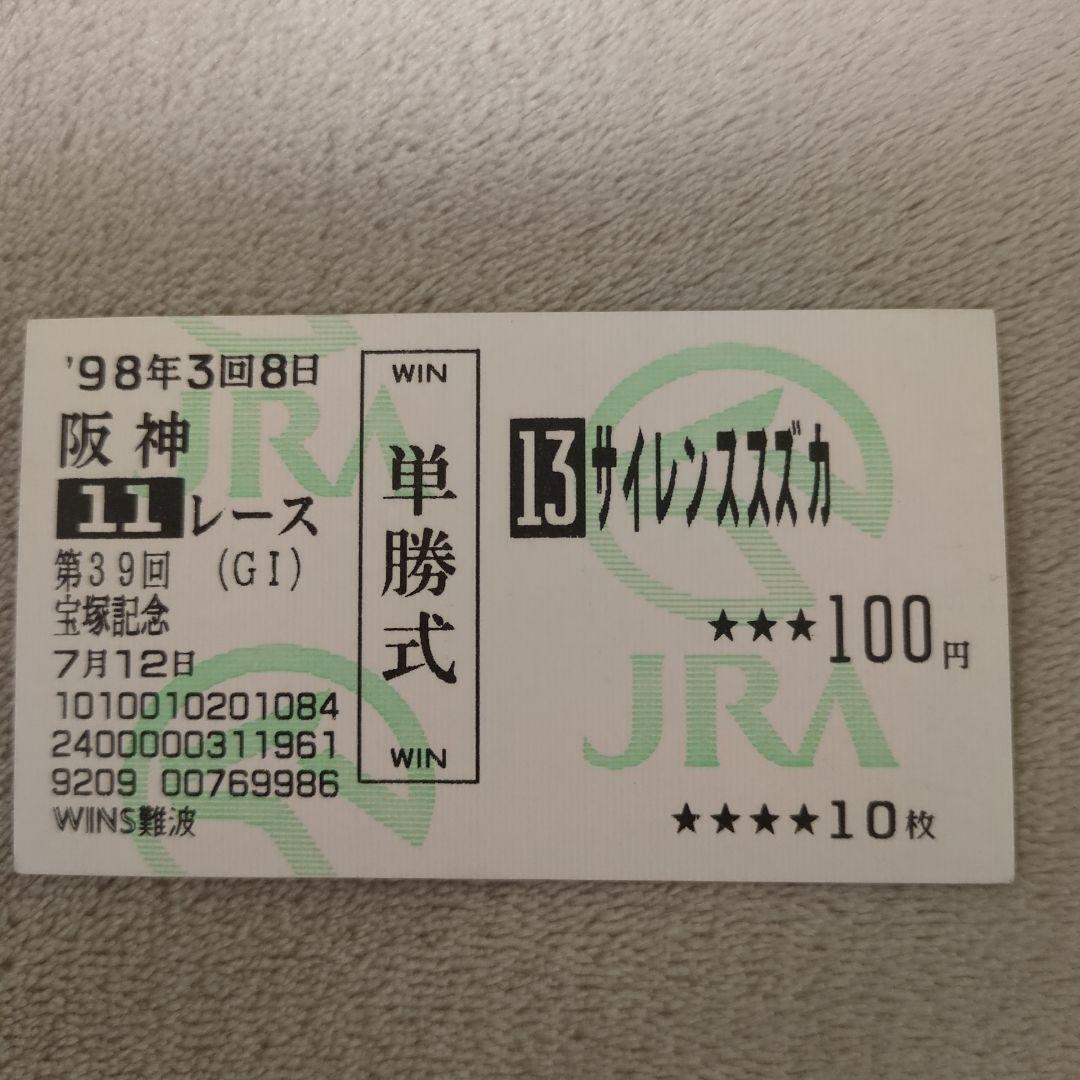 '98年3回8日
阪神
11レース
第39回 (GI)
宝塚記念
7月12日
1010010201084
2400000311961
9209 00769986
WINS難波
WIN
単勝式
WIN
13サイレンススズカ
★★★100円
★★★★10枚
JRA
JRA